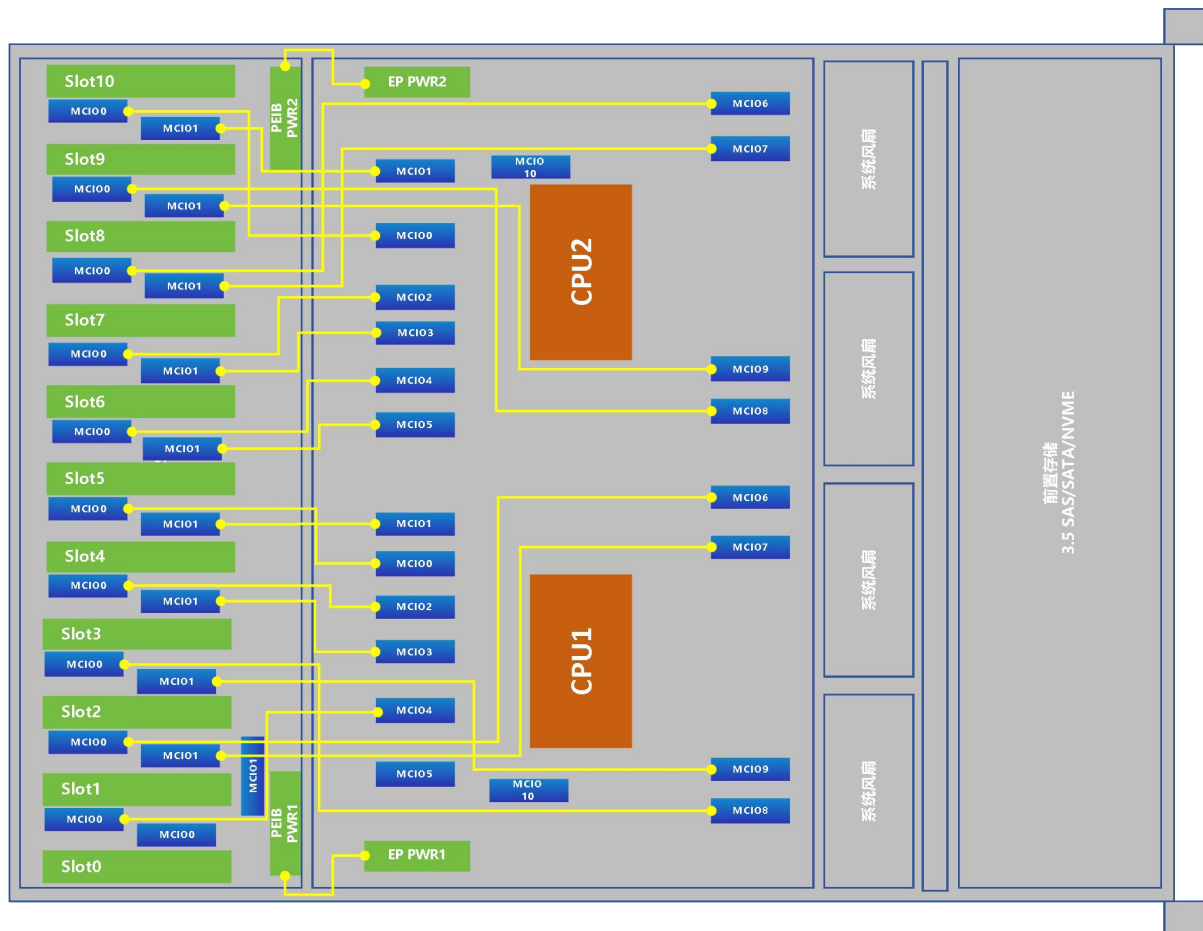 Slot10
MCIO0
MCIO1
Slot9
MCIO0
MCIO1
Slot8
MCIO0
MCIO1
Slot7
MCIO0
MCIO1
Slot6
MCIO0
MCIO1
Slot5
MCIO0
MCIO1
Slot4
MCIO0
MCIO1
Slot3
MCIO0
MCIO1
Slot2
MCIO0
MCIO1
Slot1
MCIO0
MCIO0
Slot0
MCIO1
PEIB
PWR2
PEIB
PWR1
EP PWR2
MCIO1
MCIO
10
MCIO0
MCIO2
MCIO3
MCIO4
MCIO5
CPU2
MCIO6
MCIO7
MCIO9
MCIO8
MCIO1
MCIO0
MCIO2
MCIO3
MCIO4
MCIO5
MCIO
10
EP PWR1
CPU1
MCIO6
MCIO7
MCIO9
MCIO8
系统风扇
系统风扇
系统风扇
系统风扇
前置存储
3.5 SAS/SATA/NVME